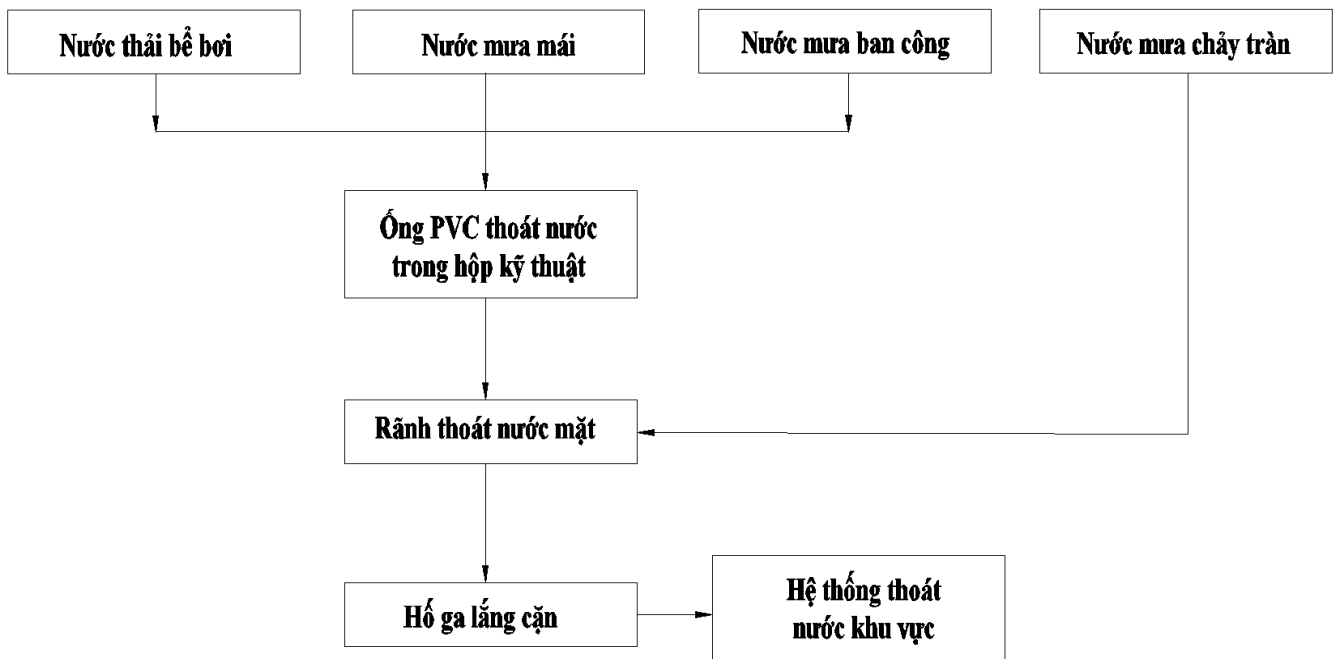 Nước thải bể bơi
Nước mưa mái
Nước mưa ban công
Nước mưa chảy tràn
Ống PVC thoát nước
trong hộp kỹ thuật
Rãnh thoát nước mặt
Hố ga lắng cặn
Hệ thống thoát
nước khu vực